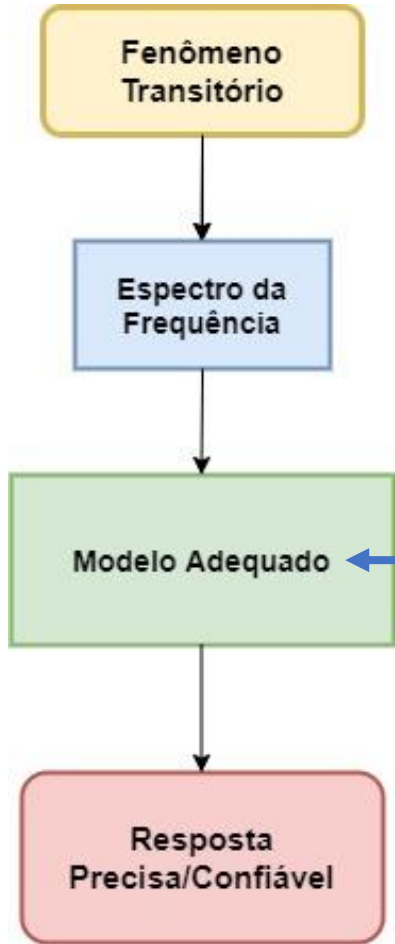 Fenômeno
Transitório
Espectro da
Frequência
Modelo Adequado
Resposta
Precisa/Confiável